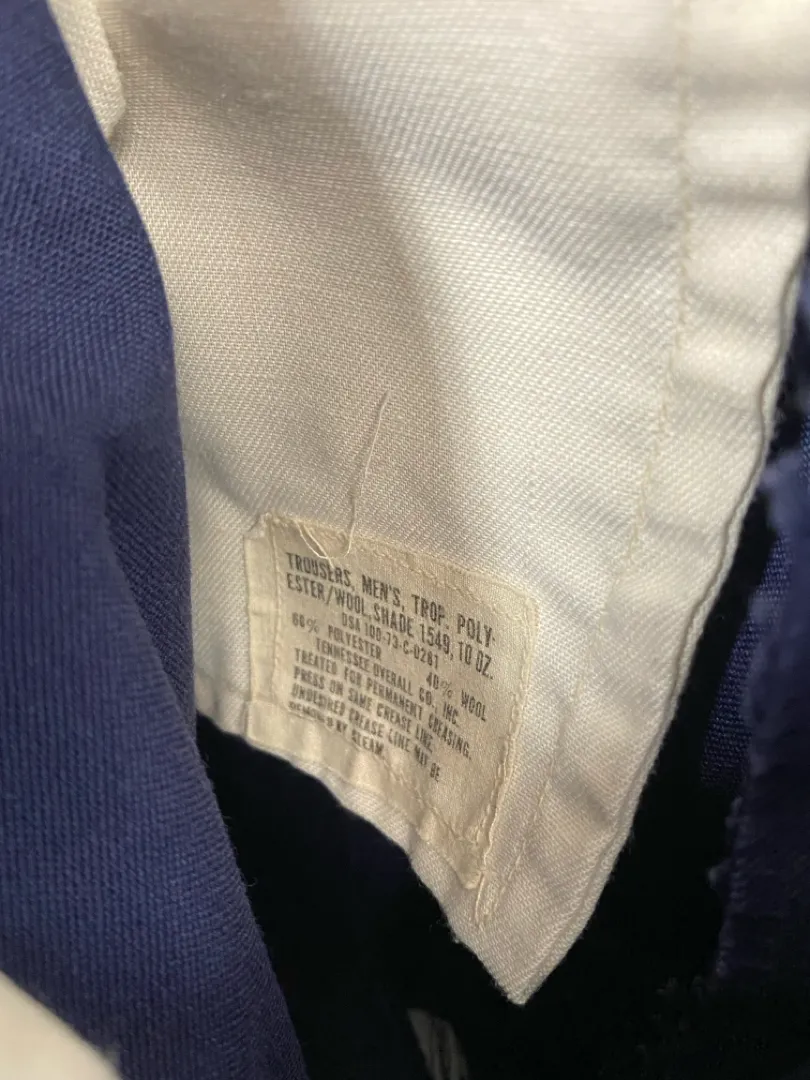 TROUSERS, MEN'S, TROP. POLY-
ESTER/WOOL, SHADE 1549, 10 OZ.
DSA 100-73-C-0281
60% POLYESTER 40% WOOL
TENNESSEE OVERALL CO., INC.
TREATED FOR PERMANENT CREASING.
PRESS ON SAME CREASE LINE.
UNDESIRED CREASE LINE MAY BE
REMOVED BY STEAM.